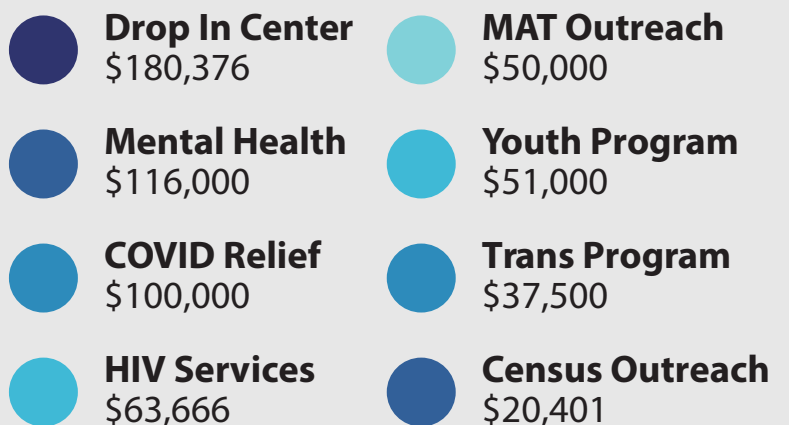 Drop In Center
$180,376
Mental Health
$116,000
COVID Relief
$100,000
HIV Services
$63,666
MAT Outreach
$50,000
Youth Program
$51,000
Trans Program
$37,500
Census Outreach
$20,401